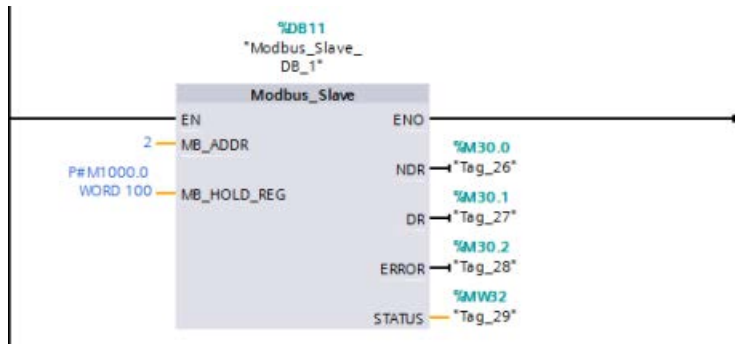 %DB11
"Modbus_Slave_
DB_1"
Modbus_Slave
EN ENO
2 MB_ADDR
%M30.0
NDR "Tag_26"
P#M1000.0
WORD 100 MB_HOLD_REG
%M30.1
DR "Tag_27"
%M30.2
ERROR "Tag_28"
%MW32
STATUS "Tag_29"